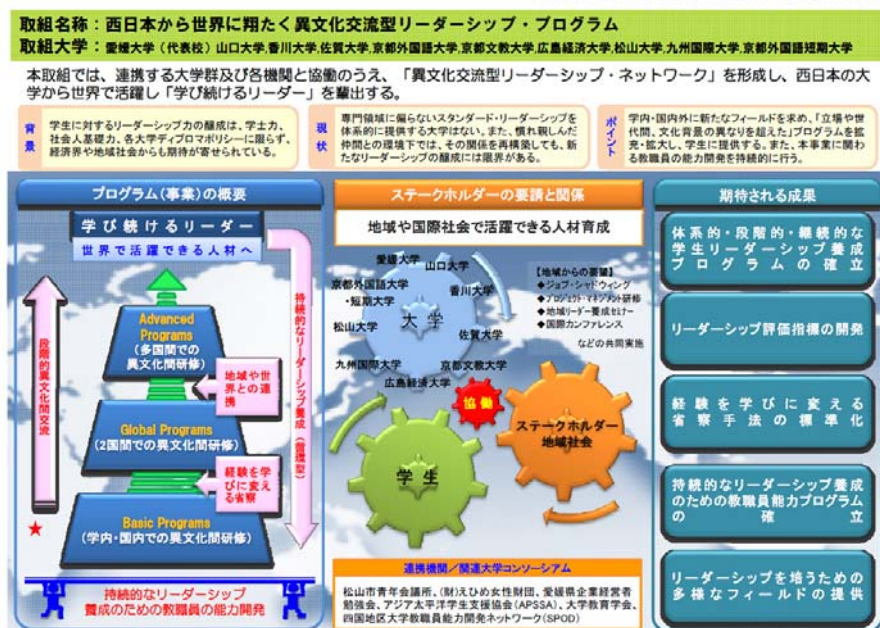 取組名称：西日本から世界に翔たく異文化交流型リーダーシップ・プログラム
取組大学：愛媛大学（代表校）山口大学,香川大学,佐賀大学,京都外国語大学,京都文教大学,広島経済大学,松山大学,九州国際大学,京都外国語短期大学
本取組では、連携する大学群及び各機関と協働のうえ、「異文化交流型リーダーシップ・ネットワーク」を形成し、西日本の大
学から世界で活躍し「学び続けるリーダー」を輩出する。
背景
学生に対するリーダーシップ力の醸成は、学士力、
社会人基礎力、各大学ディプロマポリシーに限らず、
経済界や地域社会からも期待が寄せられている。
現状
専門領域に偏らないスタンダード・リーダーシップを
体系的に提供する大学はない。また、慣れ親しんだ
仲間との環境下では、その関係を再構築しても、新
たなリーダーシップの醸成には限界がある。
ポイント
学内・国内外に新たなフィールドを求め、「立場や世
代間、文化背景の異なりを超えた」プログラムを拡
充・拡大し、学生に提供する。また、本事業に関わ
る教職員の能力開発を持続的に行う。
プログラム（事業）の概要
学び続けるリーダー
世界で活躍できる人材へ
段階的異文化間交流
★
Advanced
Programs
（多国間での
異文化間研修）
地域や世
界との連
携
Global Programs
（2国間での異文化間研修）
経験を学
びに変え
る省察
Basic Programs
（学内・国内での異文化間研修）
持続的なリーダーシップ養成（循環型）
持続的なリーダーシップ
養成のための教職員の能力開発
ステークホルダーの要請と関係
地域や国際社会で活躍できる人材育成
愛媛大学
山口大学
京都外国語大学
・短期大学
香川大学
大学
松山大学
佐賀大学
九州国際大学
京都文教大学
広島経済大学
【地域からの要望】
◆ジョブ・シャドウィング
◆プロジェクト・マネジメント研修
◆地域リーダー養成セミナー
◆国際カンファレンス
などの共同実施
協働
学生
ステークホルダー
地域社会
連携機関／関連大学コンソーシアム
松山市青年会議所、（財）えひめ女性財団、愛媛県企業経営者
勉強会、アジア太平洋学生支援協会（APSSA）、大学教育学会、
四国地区大学教職員能力開発ネットワーク（SPOD）
期待される成果
体系的・段階的・継続的な
学生リーダーシップ養成
プログラムの確立
リーダーシップ評価指標の開発
経験を学びに変える
省察手法の標準化
持続的なリーダーシップ養成
のための教職員能力プログラム
の確立
リーダーシップを培うための
多様なフィールドの提供